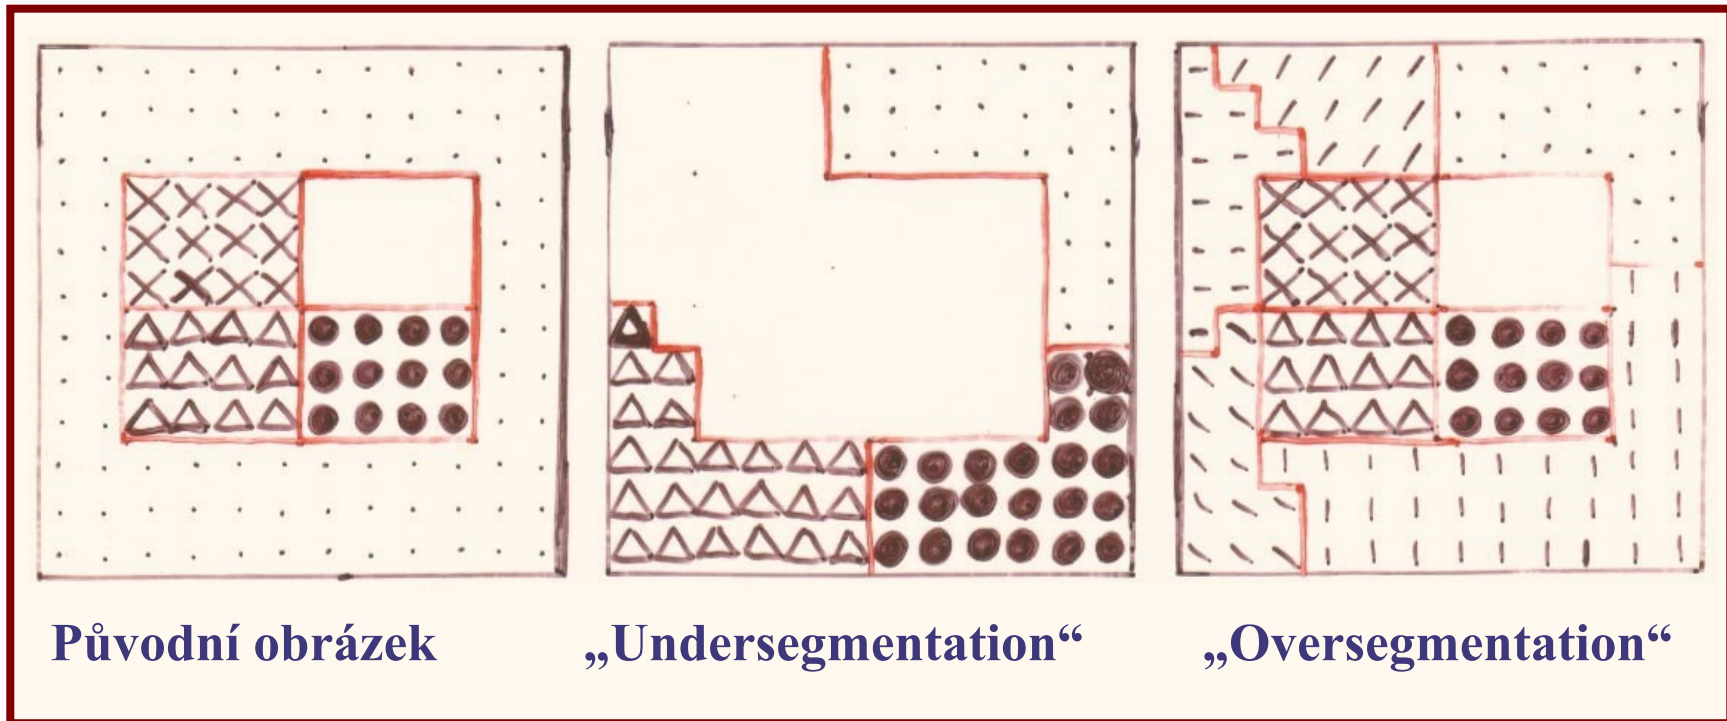 Původní obrázek
„Undersegmentation“
„Oversegmentation“